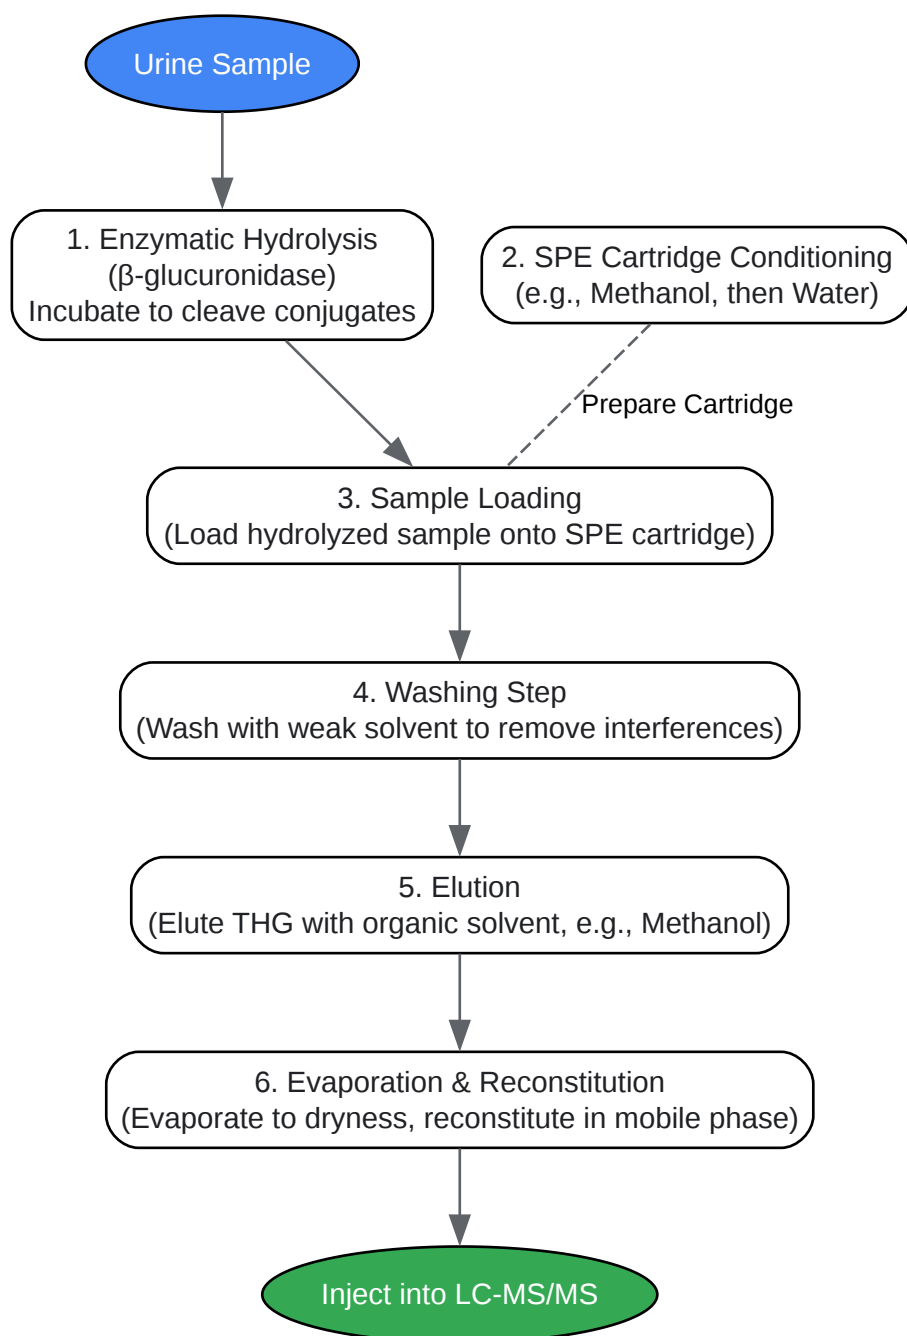 Urine Sample
1. Enzymatic Hydrolysis
(β-glucuronidase)
Incubate to cleave conjugates
2. SPE Cartridge Conditioning
(e.g., Methanol, then Water)
Prepare Cartridge
3. Sample Loading
(Load hydrolyzed sample onto SPE cartridge)
4. Washing Step
(Wash with weak solvent to remove interferences)
5. Elution
(Elute THG with organic solvent, e.g., Methanol)
6. Evaporation & Reconstitution
(Evaporate to dryness, reconstitute in mobile phase)
Inject into LC-MS/MS